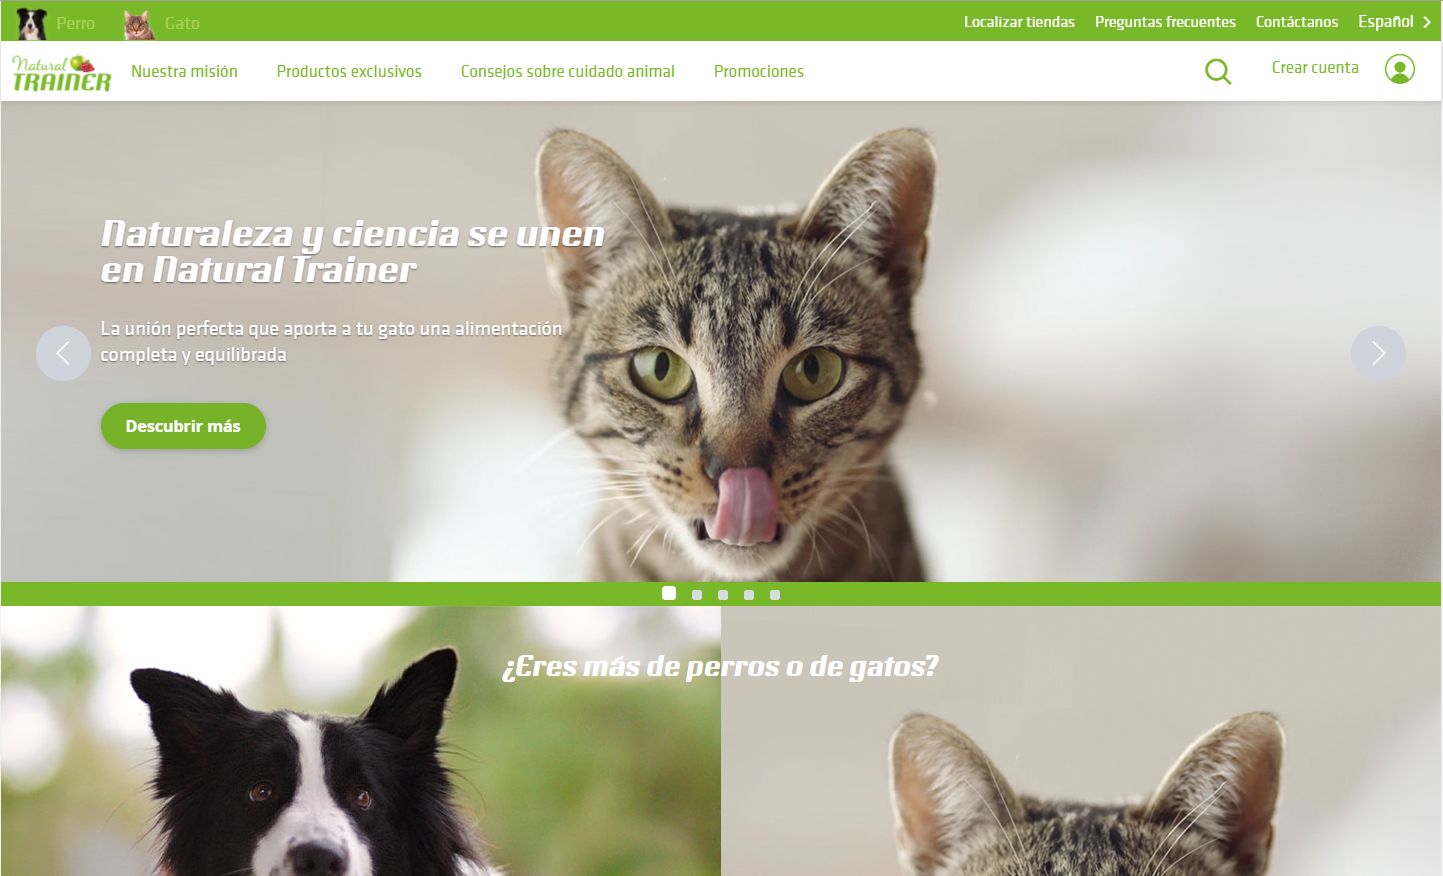 Perro
Gato
Localizar tiendas
Preguntas frecuentes
Contáctanos
Español
Natural
TRAINER
Nuestra misión
Productos exclusivos
Consejos sobre cuidado animal
Promociones
Crear cuenta
Naturaleza y ciencia se unen
en Natural Trainer
La unión perfecta que aporta a tu gato una alimentación
completa y equilibrada
Descubrir más
¿Eres más de perros o de gatos?